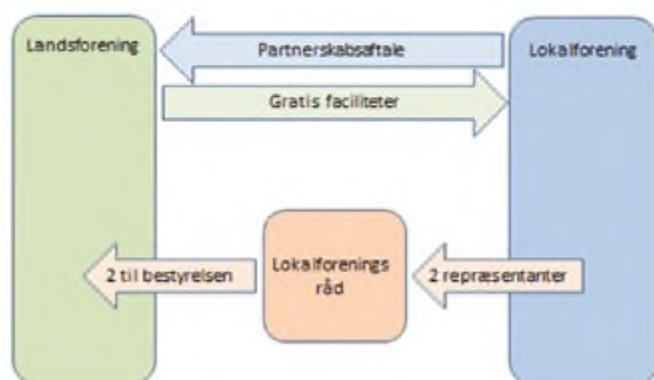 Landsforening
Partnerskabsaftale
Lokalforening
Gratis faciliteter
2 til bestyrelsen
Lokalforenings
råd
2 repræsentanter